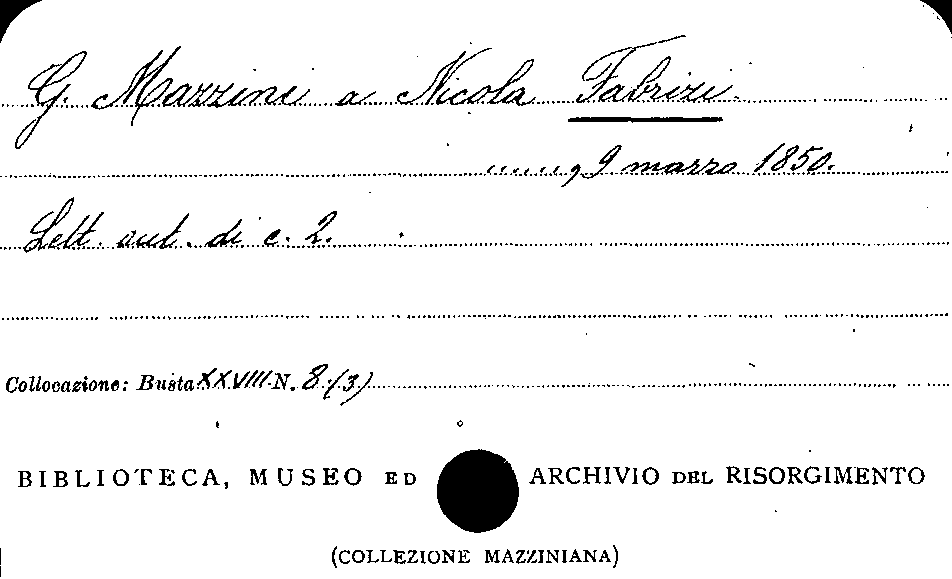 G. Mazzini a Nicola Fabrizi
....., 9 marzo 1850.
Lett. aut. di c. 2.
Collocazione: Busta XXVIII N. 8 (3)
BIBLIOTECA, MUSEO ED ARCHIVIO DEL RISORGIMENTO
(COLLEZIONE MAZZINIANA)